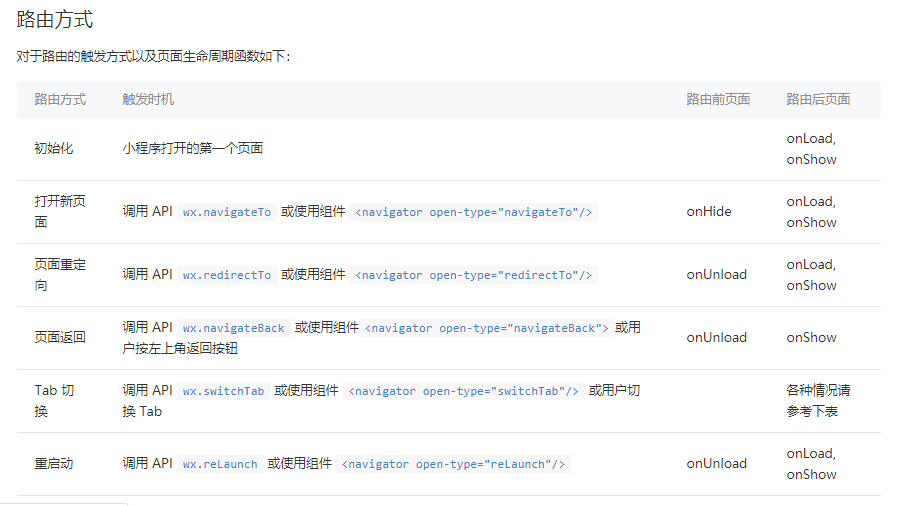 路由方式
对于路由的触发方式以及页面生命周期函数如下：
路由方式 触发时机 路由前页面 路由后页面
初始化 小程序打开的第一个页面 onLoad, onShow
打开新页面 调用 API wx.navigateTo 或使用组件 <navigator open-type="navigateTo"/> onHide onLoad, onShow
页面重定向 调用 API wx.redirectTo 或使用组件 <navigator open-type="redirectTo"/> onUnload onLoad, onShow
页面返回 调用 API wx.navigateBack 或使用组件 <navigator open-type="navigateBack"> 或用户按左上角返回按钮 onUnload onShow
Tab 切换 调用 API wx.switchTab 或使用组件 <navigator open-type="switchTab"/> 或用户切换 Tab 各种情况请参考下表
重启动 调用 API wx.reLaunch 或使用组件 <navigator open-type="reLaunch"/> onUnload onLoad, onShow